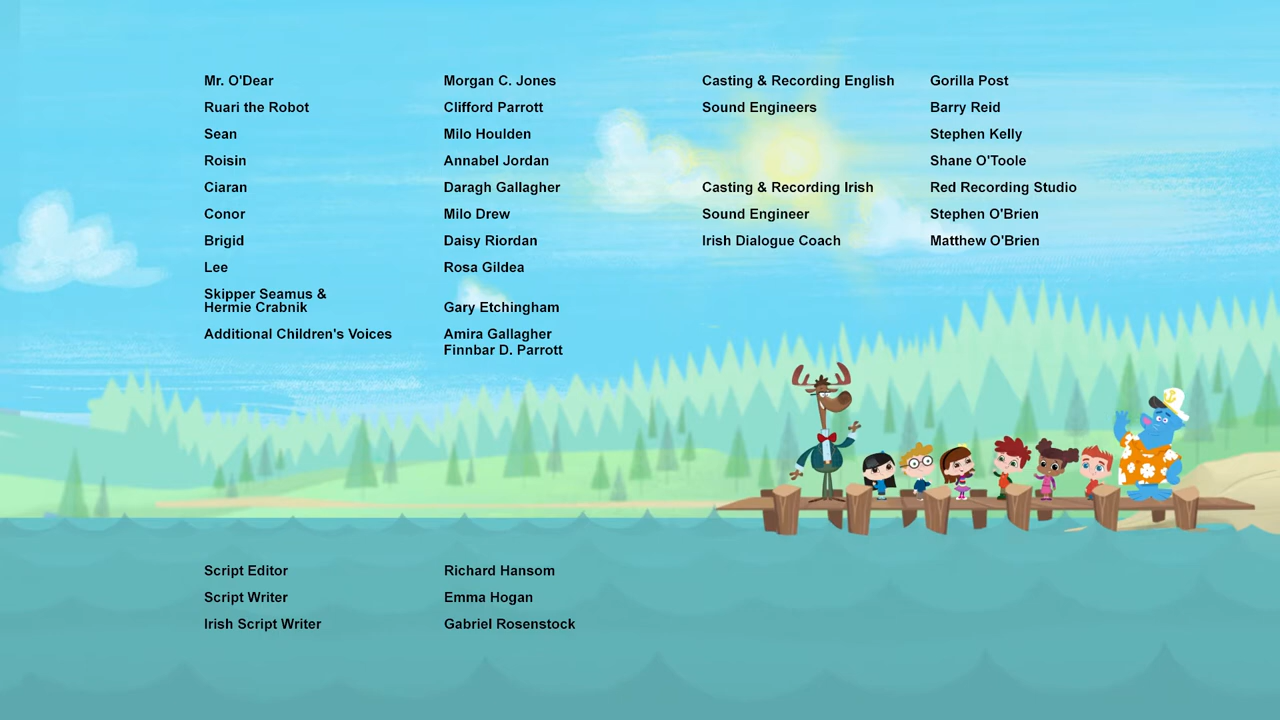 Mr. O'Dear Morgan C. Jones
Ruari the Robot Clifford Parrott
Sean Milo Houlden
Roisin Annabel Jordan
Ciaran Daragh Gallagher
Conor Milo Drew
Brigid Daisy Riordan
Lee Rosa Gildea
Skipper Seamus &
Hermie Crabnik Gary Etchingham
Additional Children's Voices Amira Gallagher
Finnbar D. Parrott
Casting & Recording English Gorilla Post
Sound Engineers Barry Reid
Stephen Kelly
Shane O'Toole
Casting & Recording Irish Red Recording Studio
Sound Engineer Stephen O'Brien
Irish Dialogue Coach Matthew O'Brien
Script Editor Richard Hansom
Script Writer Emma Hogan
Irish Script Writer Gabriel Rosenstock